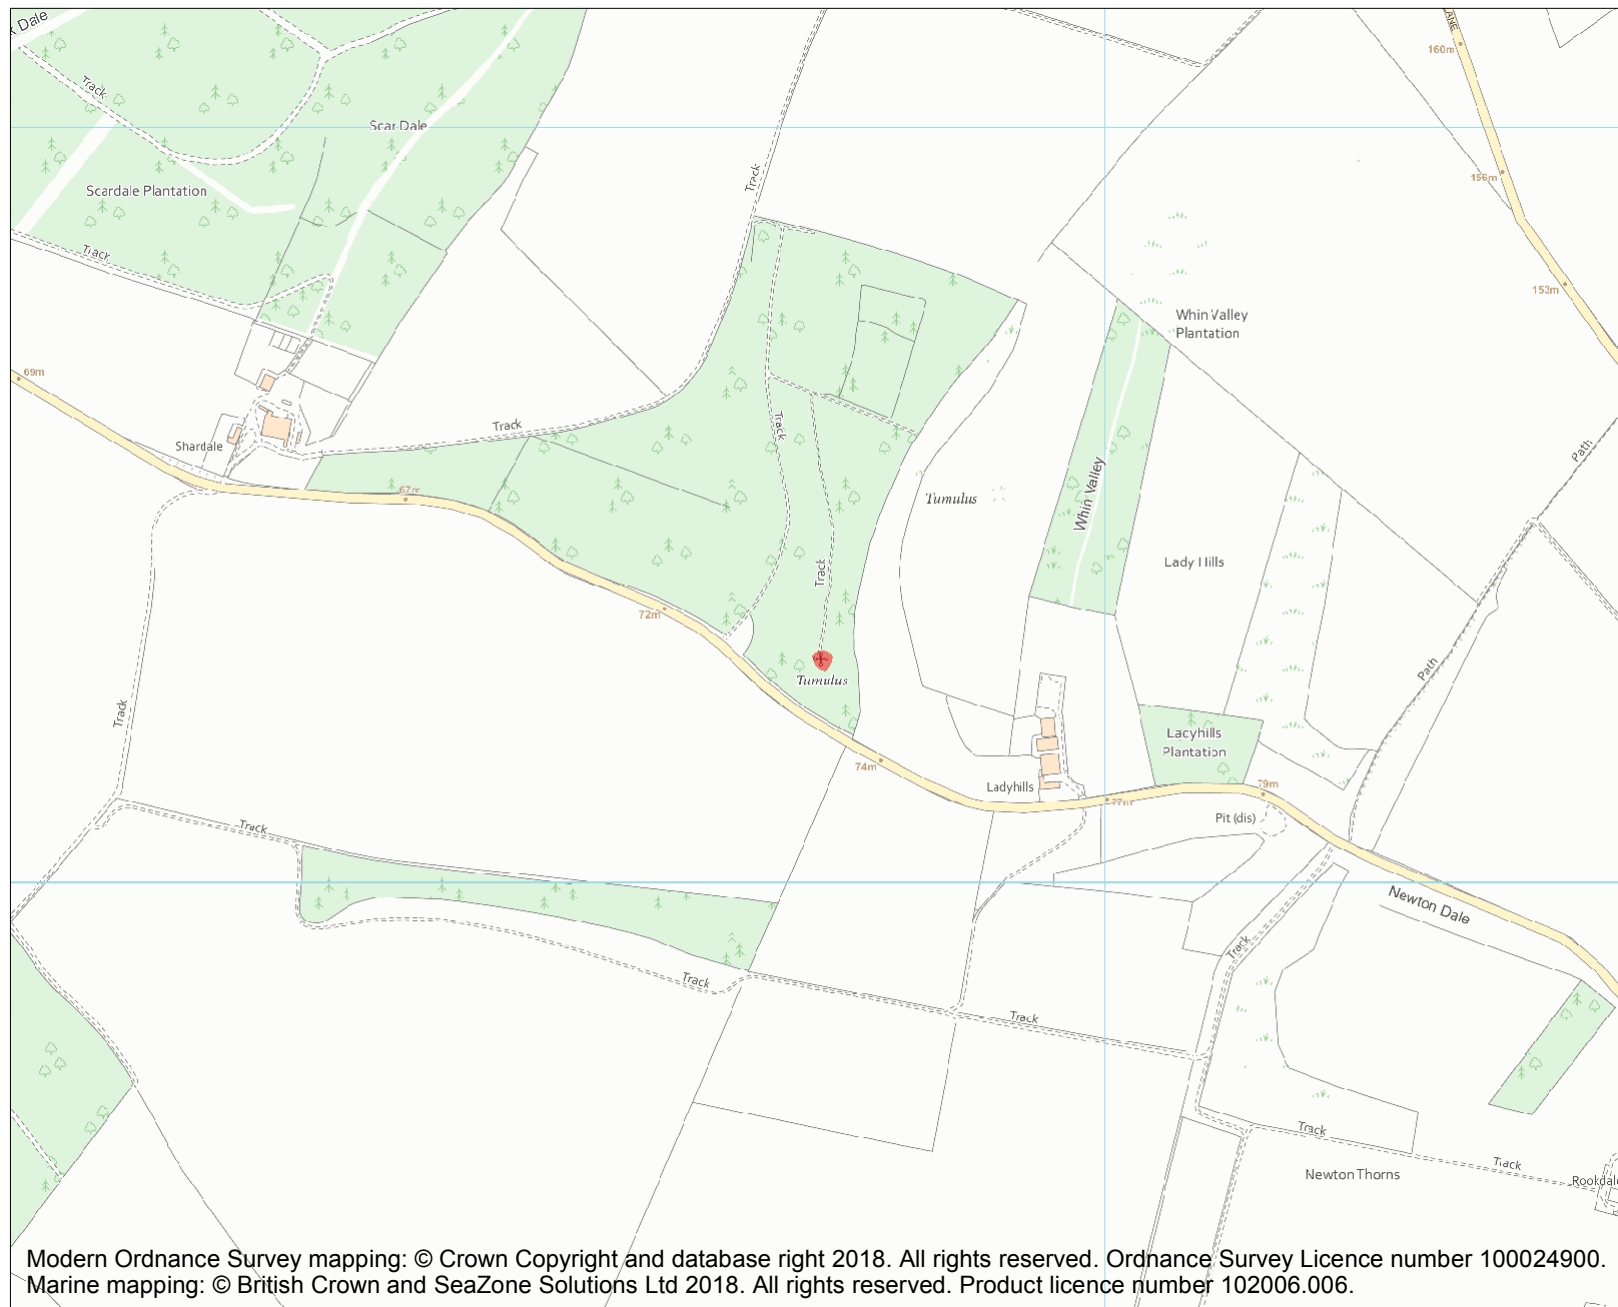 k Dale
160m
Track
Scar Dale
156m
Track
Scardale Plantation
Track
153m
Whin Valley
Plantation
69m
Track
Track
Shardale
Path
67m
Tumulus
Whin Valley
Track
Lady Hills
72m
Path
Tumulus
Track
Ladyhills
Plantation
74m
79m
Ladyhills
77m
Pit (dis)
Track
Newton Dale
Track
Track
Track
Track
Track
Newton Thorns
Rookdal
Modern Ordnance Survey mapping: © Crown Copyright and database right 2018. All rights reserved. Ordnance Survey Licence number 100024900.
Marine mapping: © British Crown and SeaZone Solutions Ltd 2018. All rights reserved. Product licence number 102006.006.